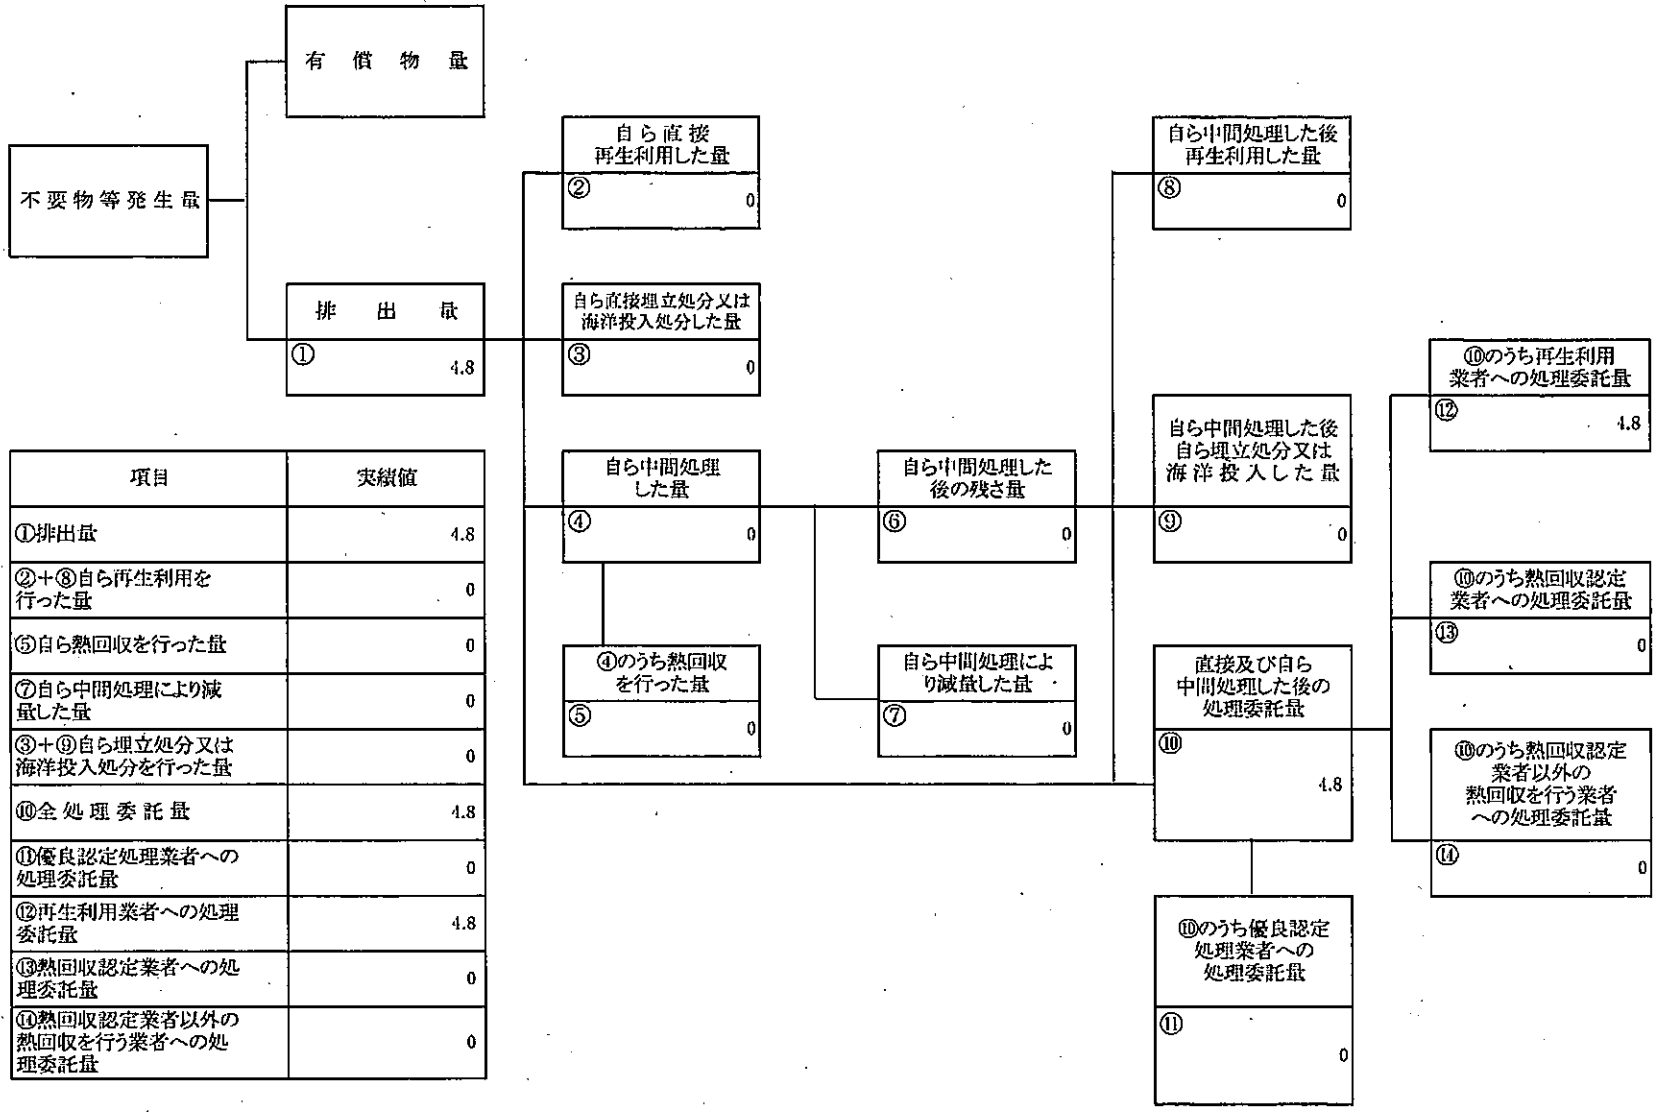 有償物量
不要物等発生量
排出量
①
4.8
自ら直接
再生利用した量
②
0
自ら直接埋立処分又は
海洋投入処分した量
③
0
自ら中間処理
した量
④
0
④のうち熱回収
を行った量
⑤
0
自ら中間処理した
後の残さ量
⑥
0
自ら中間処理によ
り減量した量
⑦
0
自ら中間処理した後
再生利用した量
⑧
0
自ら中間処理した後
自ら埋立処分又は
海洋投入した量
⑨
0
直接及び自ら
中間処理した後の
処理委託量
⑩
4.8
⑩のうち優良認定
処理業者への
処理委託量
⑪
0
⑩のうち再生利用
業者への処理委託量
⑫
4.8
⑩のうち熱回収認定
業者への処理委託量
⑬
0
⑩のうち熱回収認定
業者以外の
熱回収を行う業者
への処理委託量
⑭
0
項目 実績値
①排出量 4.8
②+⑧自ら再生利用を
行った量 0
⑤自ら熱回収を行った量 0
⑦自ら中間処理により減
量した量 0
③+⑨自ら埋立処分又は
海洋投入処分を行った量 0
⑩全処理委託量 4.8
⑪優良認定処理業者への
処理委託量 0
⑫再生利用業者への処理
委託量 4.8
⑬熱回収認定業者への処
理委託量 0
⑭熱回収認定業者以外の
熱回収を行う業者への処
理委託量 0